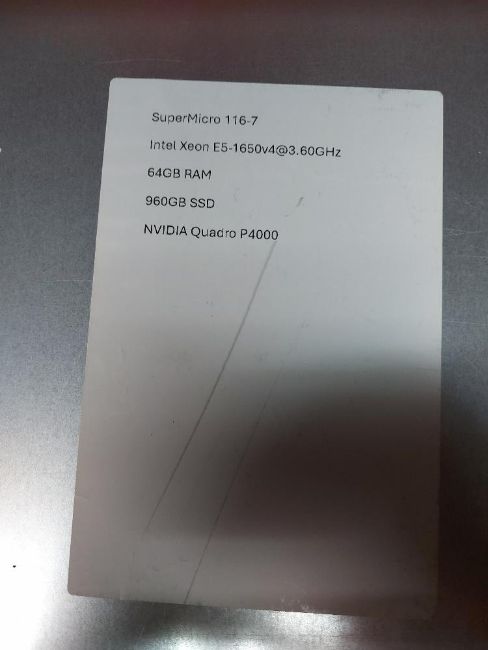 SuperMicro 116-7
Intel Xeon E5-1650v4@3.60GHz
64GB RAM
960GB SSD
NVIDIA Quadro P4000